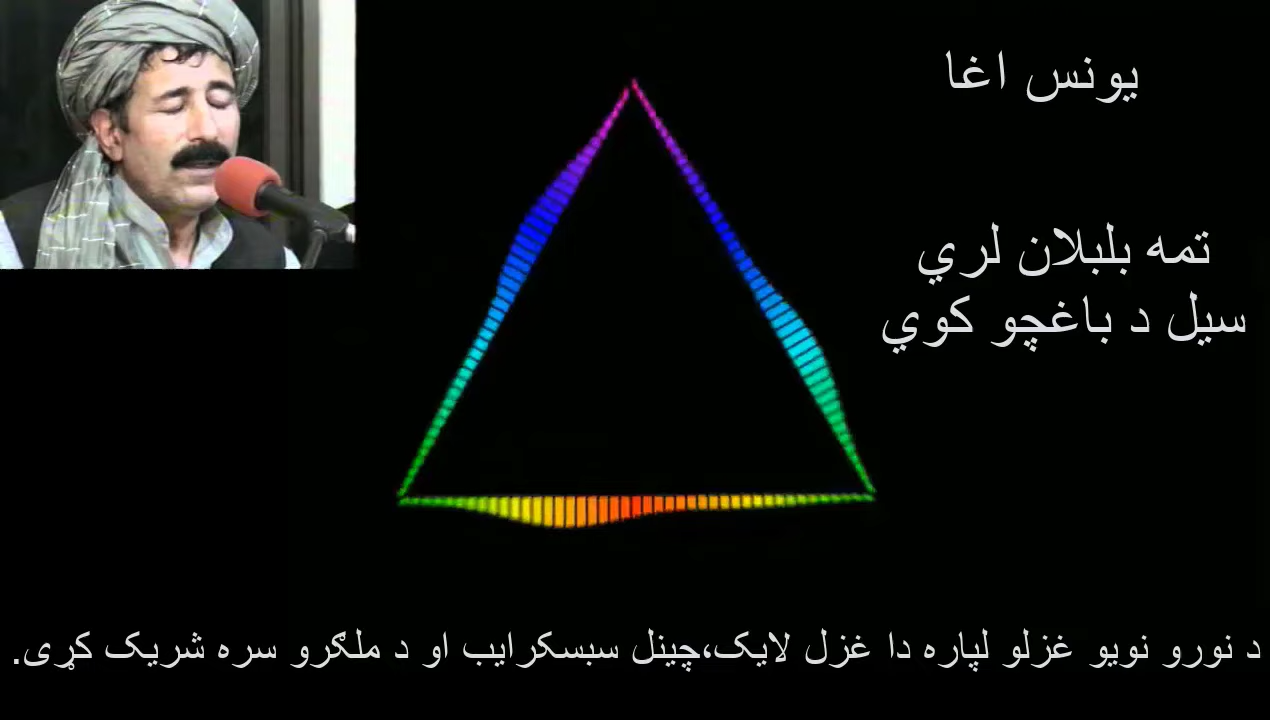 یونس اغا
تمه بلبلان لري
سیل د باغچو کوي
د نورو نویو غزلو لپاره دا غزل لایک،چینل سبسکرایب او د ملګرو سره شریک کړی.